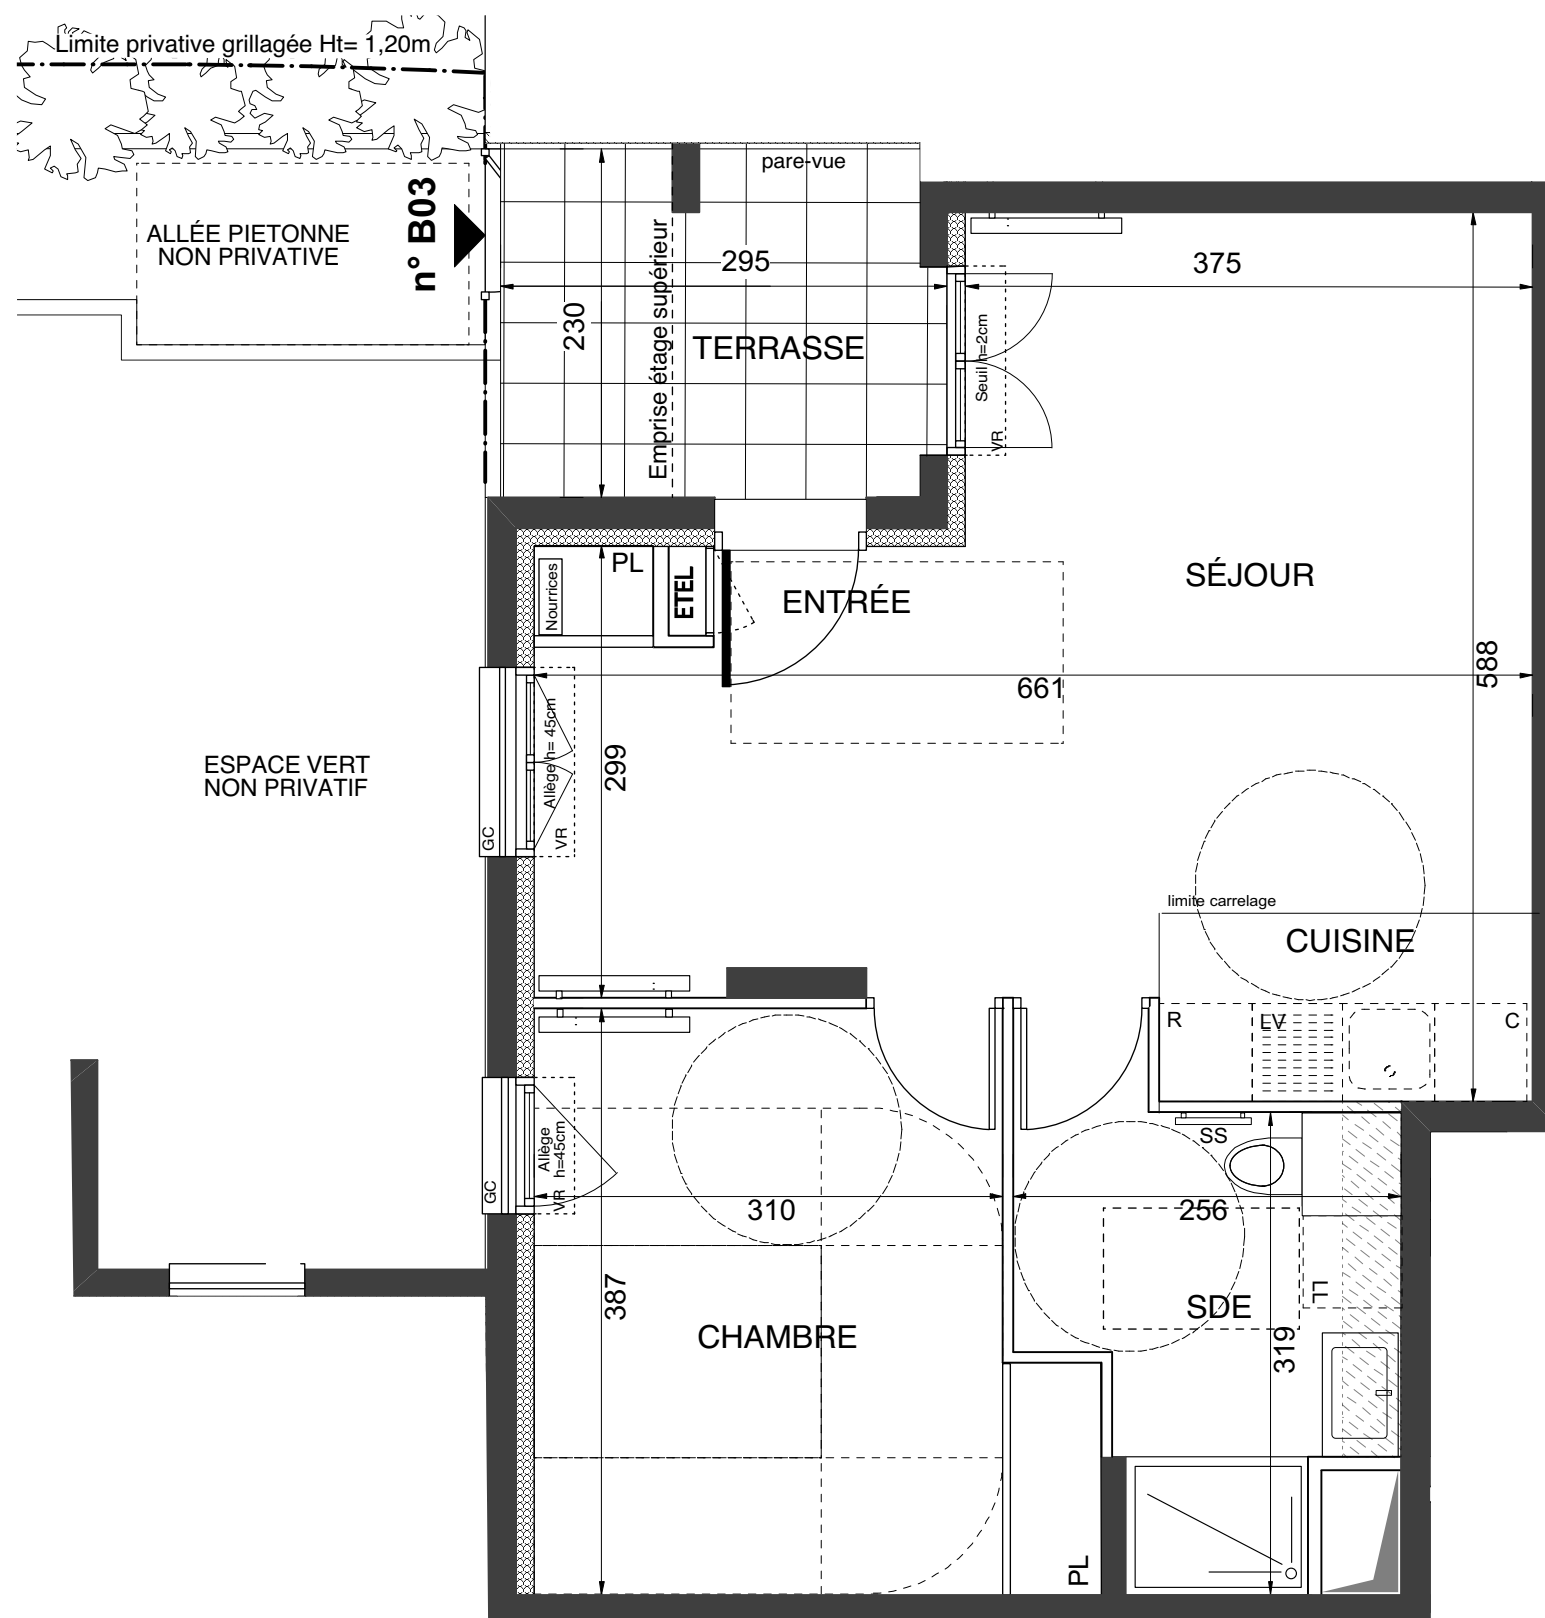 Limite privative grillagée Ht= 1,20m
ALLÉE PIETONNE
NON PRIVATIVE
n° B03
pare-vue
Emprise étage supérieur
295
230
TERRASSE
375
Seuil h=2cm
VR
PL
Nourrices
ETEL
ENTRÉE
SÉJOUR
588
661
299
Allège h= 45cm
VR
GC
ESPACE VERT
NON PRIVATIF
limite carrelage
CUISINE
R
LV
C
SS
Allège
h=45cm
VR
GC
310
256
387
CHAMBRE
SDE
LL
319
PL